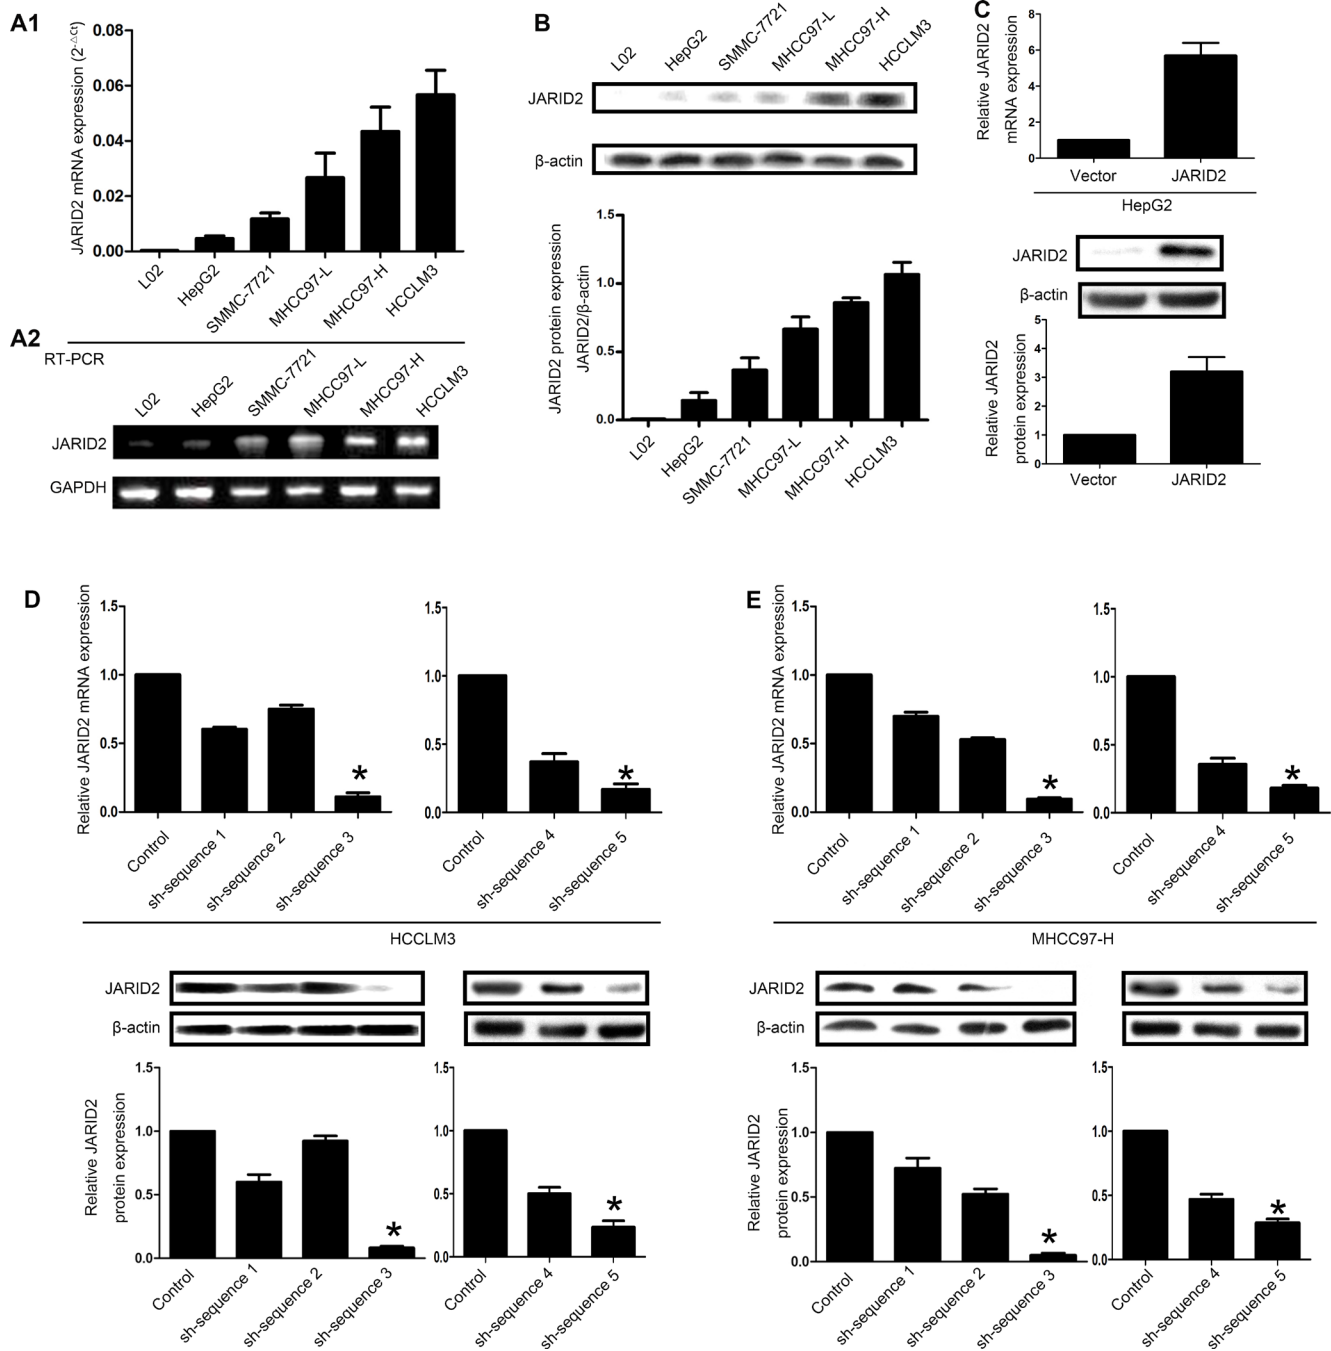 A1
JARID2 mRNA expression (2-ΔCt)
0.08
0.06
0.04
0.02
0.00
L02
HepG2
SMMC-7721
MHCC97-L
MHCC97-H
HCCLM3
A2
RT-PCR
L02
HepG2
SMMC-7721
MHCC97-L
MHCC97-H
HCCLM3
JARID2
GAPDH
B
L02
HepG2
SMMC-7721
MHCC97-L
MHCC97-H
HCCLM3
JARID2
β-actin
JARID2 protein expression
JARID2/β-actin
1.5
1.0
0.5
0.0
L02
HepG2
SMMC-7721
MHCC97-L
MHCC97-H
HCCLM3
C
Relative JARID2
mRNA expression
8
6
4
2
0
Vector
JARID2
HepG2
JARID2
β-actin
Relative JARID2
protein expression
5
4
3
2
1
0
Vector
JARID2
D
Relative JARID2 mRNA expression
1.5
1.0
0.5
0.0
*
Control
sh-sequence 1
sh-sequence 2
sh-sequence 3
1.5
1.0
0.5
0.0
*
Control
sh-sequence 4
sh-sequence 5
HCCLM3
JARID2
β-actin
Relative JARID2
protein expression
1.5
1.0
0.5
0.0
*
Control
sh-sequence 1
sh-sequence 2
sh-sequence 3
1.5
1.0
0.5
0.0
*
Control
sh-sequence 4
sh-sequence 5
E
Relative JARID2 mRNA expression
1.5
1.0
0.5
0.0
*
Control
sh-sequence 1
sh-sequence 2
sh-sequence 3
1.5
1.0
0.5
0.0
*
Control
sh-sequence 4
sh-sequence 5
MHCC97-H
JARID2
β-actin
Relative JARID2
protein expression
1.5
1.0
0.5
0.0
*
Control
sh-sequence 1
sh-sequence 2
sh-sequence 3
1.5
1.0
0.5
0.0
*
Control
sh-sequence 4
sh-sequence 5